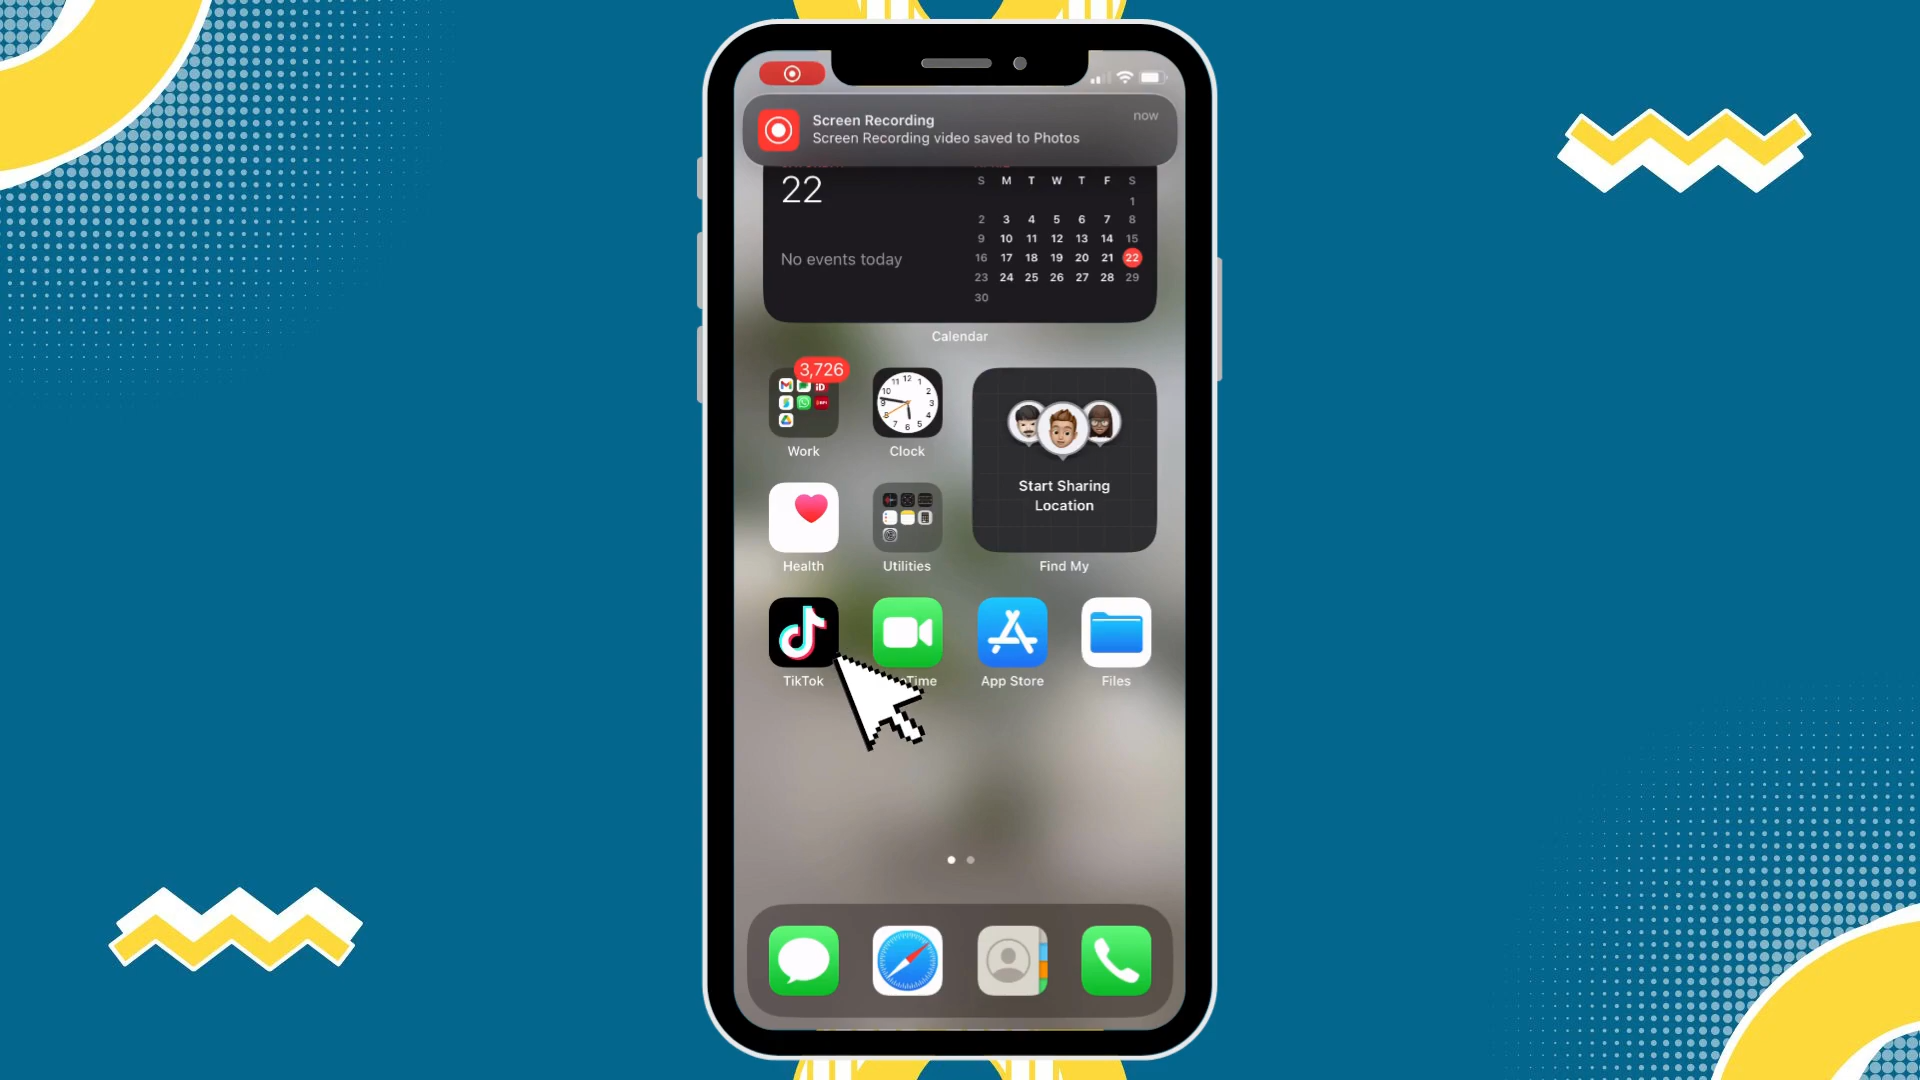 Screen Recording
now
Screen Recording video saved to Photos
22
S M T W T F S
1
2 3 4 5 6 7 8
9 10 11 12 13 14 15
No events today
16 17 18 19 20 21 22
23 24 25 26 27 28 29
30
Calendar
3,726
Work
Clock
Start Sharing
Location
Health
Utilities
Find My
TikTok
Time
App Store
Files